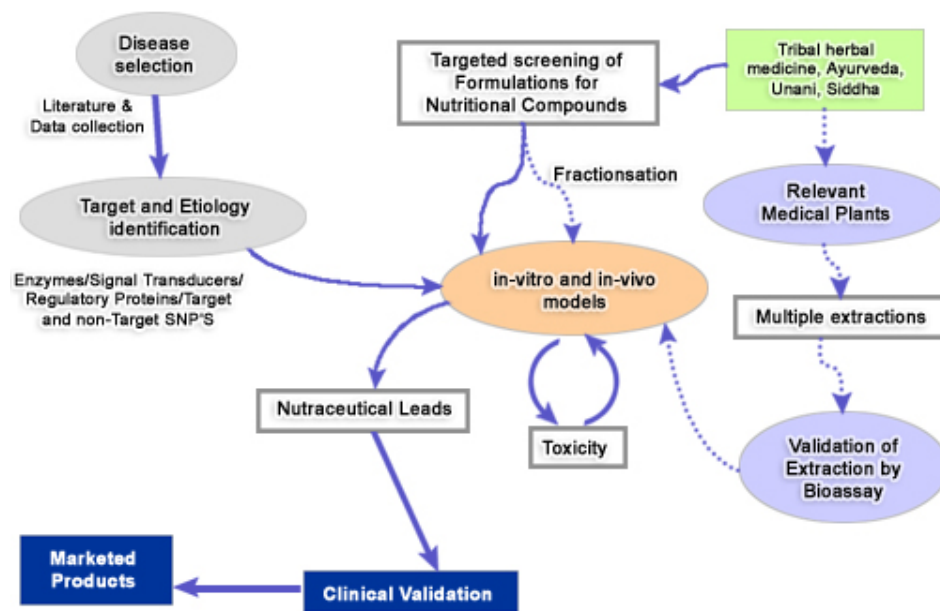 Disease
selection
Literature &
Data collection
Target and Etiology
identification
Enzymes/Signal Transducers/
Regulatory Proteins/Target
and non-Target SNP'S
Targeted screening of
Formulations for
Nutritional Compounds
Fractionsation
Tribal herbal
medicine, Ayurveda,
Unani, Siddha
Relevant
Medical Plants
Multiple extractions
Validation of
Extraction by
Bioassay
in-vitro and in-vivo
models
Toxicity
Nutraceutical Leads
Clinical Validation
Marketed
Products